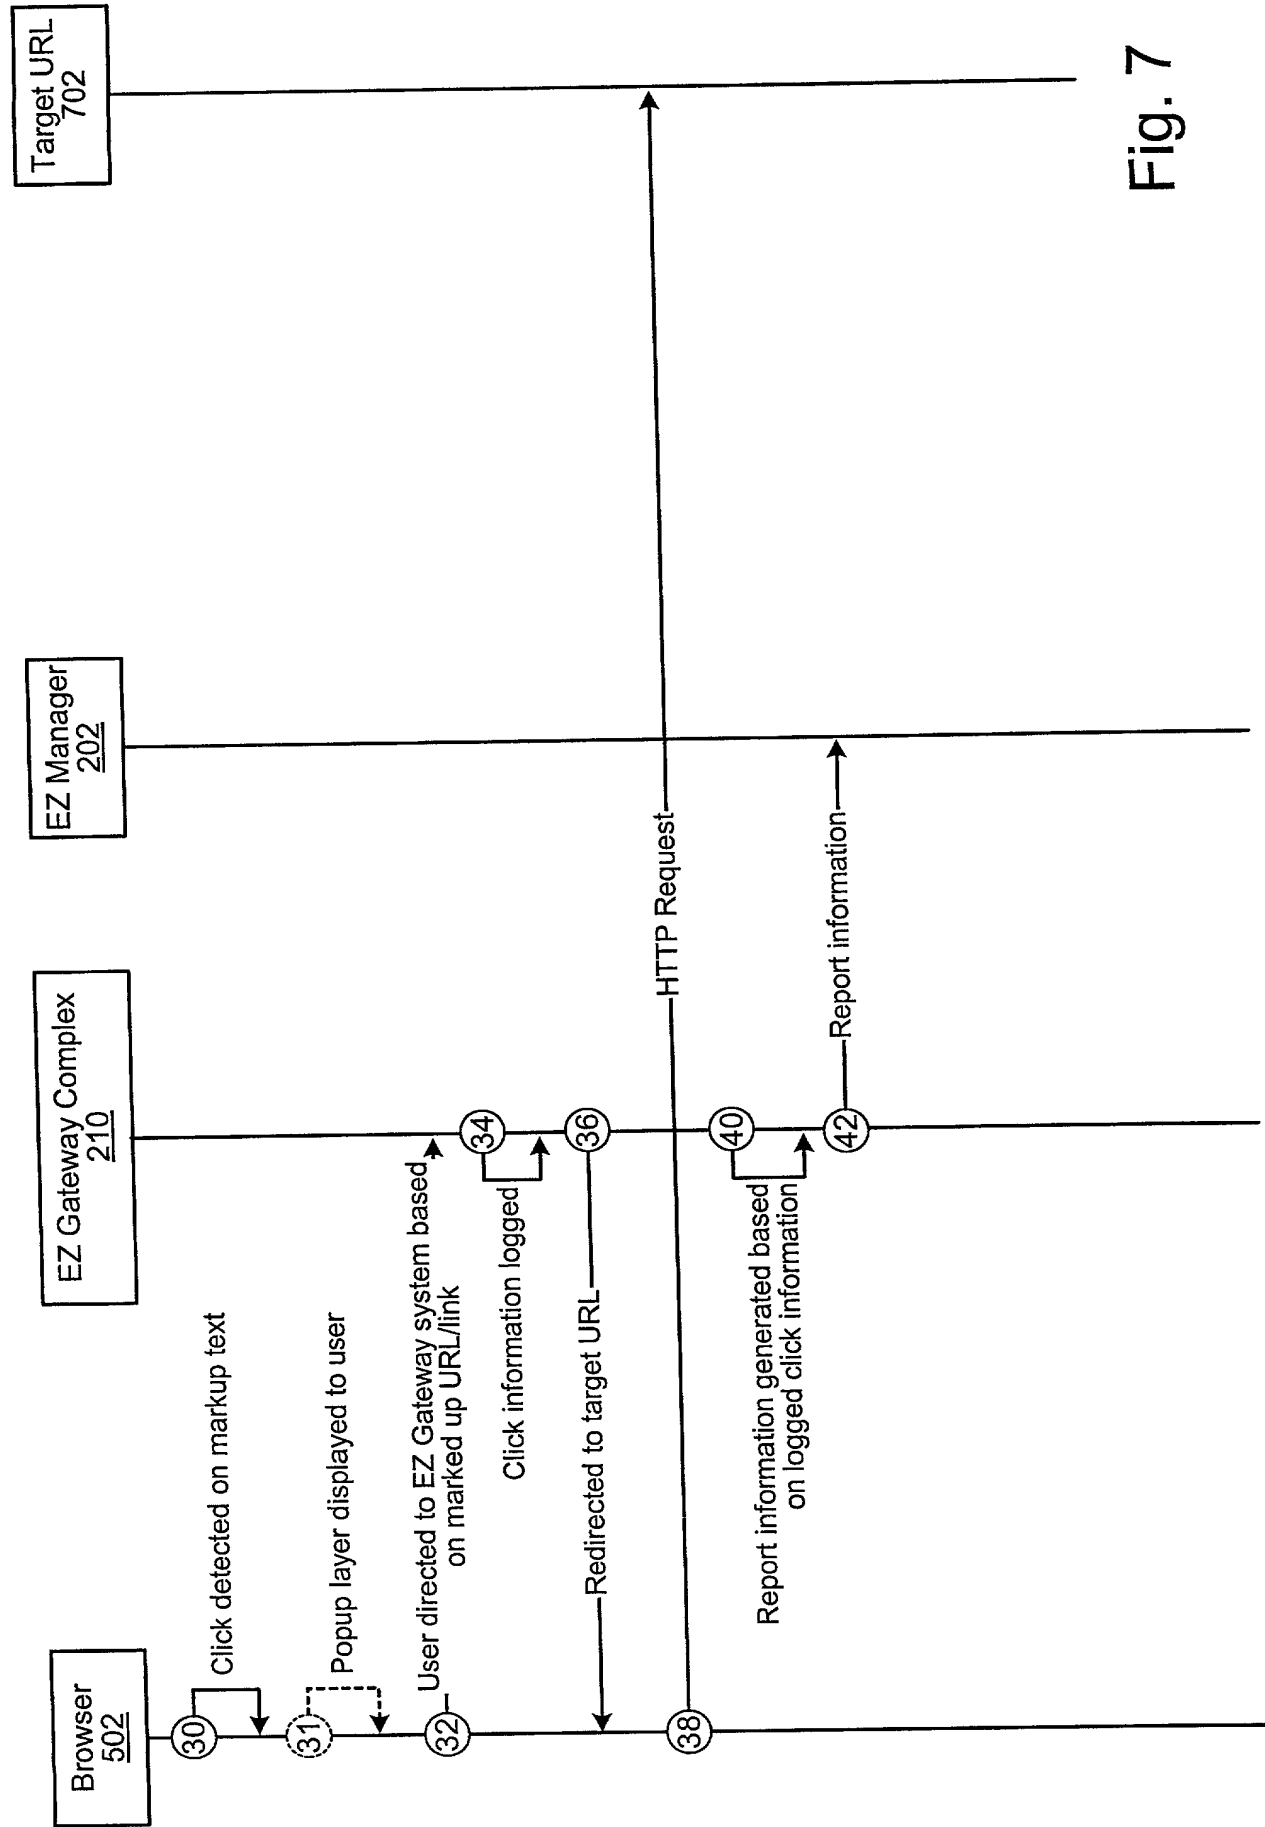 Browser
502
EZ Gateway Complex
210
EZ Manager
202
Target URL
702
30
Click detected on markup text
31
Popup layer displayed to user
32
User directed to EZ Gateway system based
on marked up URL/link
34
Click information logged
36
Redirected to target URL
38
HTTP Request
40
Report information generated based
on logged click information
42
Report information
Fig. 7